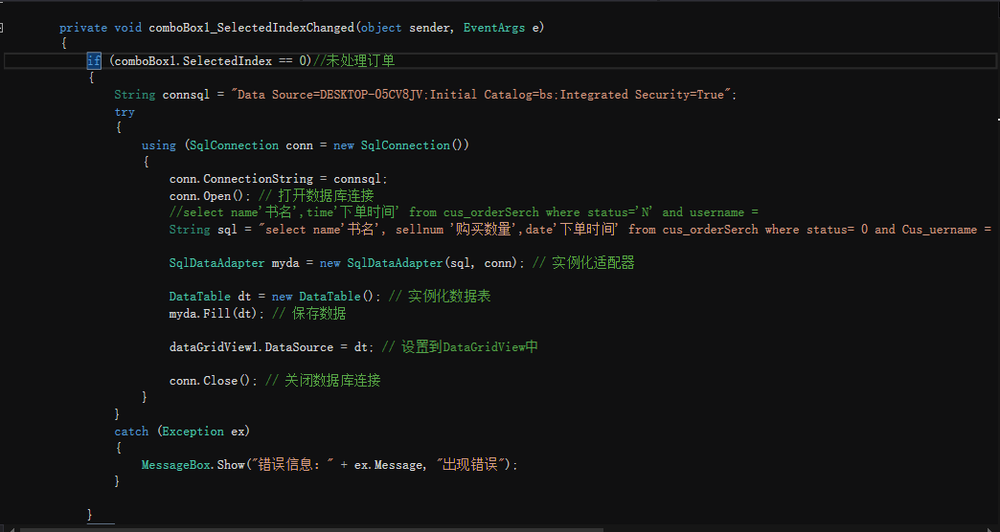 private void comboBox1_SelectedIndexChanged(object sender, EventArgs e)
{
if (comboBox1.SelectedIndex == 0)//未处理订单
{
String connsql = "Data Source=DESKTOP-05CV8JV;Initial Catalog=bs;Integrated Security=True";
try
{
using (SqlConnection conn = new SqlConnection())
{
conn.ConnectionString = connsql;
conn.Open(); // 打开数据库连接
//select name'书名',time'下单时间' from cus_orderSerch where status='N' and username =
String sql = "select name'书名', sellnum '购买数量',date'下单时间' from cus_orderSerch where status= 0 and Cus_uername =
SqlDataAdapter myda = new SqlDataAdapter(sql, conn); // 实例化适配器
DataTable dt = new DataTable(); // 实例化数据表
myda.Fill(dt); // 保存数据
dataGridView1.DataSource = dt; // 设置到DataGridView中
conn.Close(); // 关闭数据库连接
}
}
catch (Exception ex)
{
MessageBox.Show("错误信息：" + ex.Message, "出现错误");
}
}